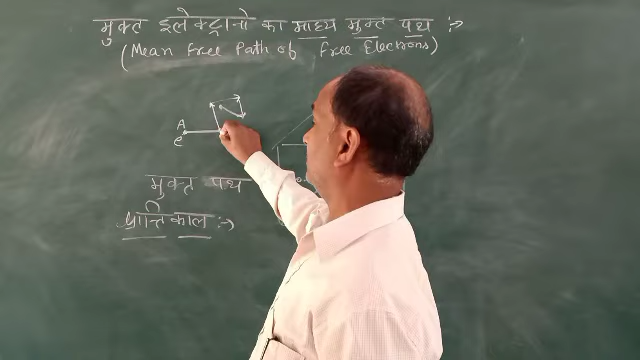 मुक्त इलेक्ट्रानो का माध्य मुक्त पथ :→
(Mean Free Path of Free Electrons)
A
e
मुक्त पथ
श्रान्ति काल :→